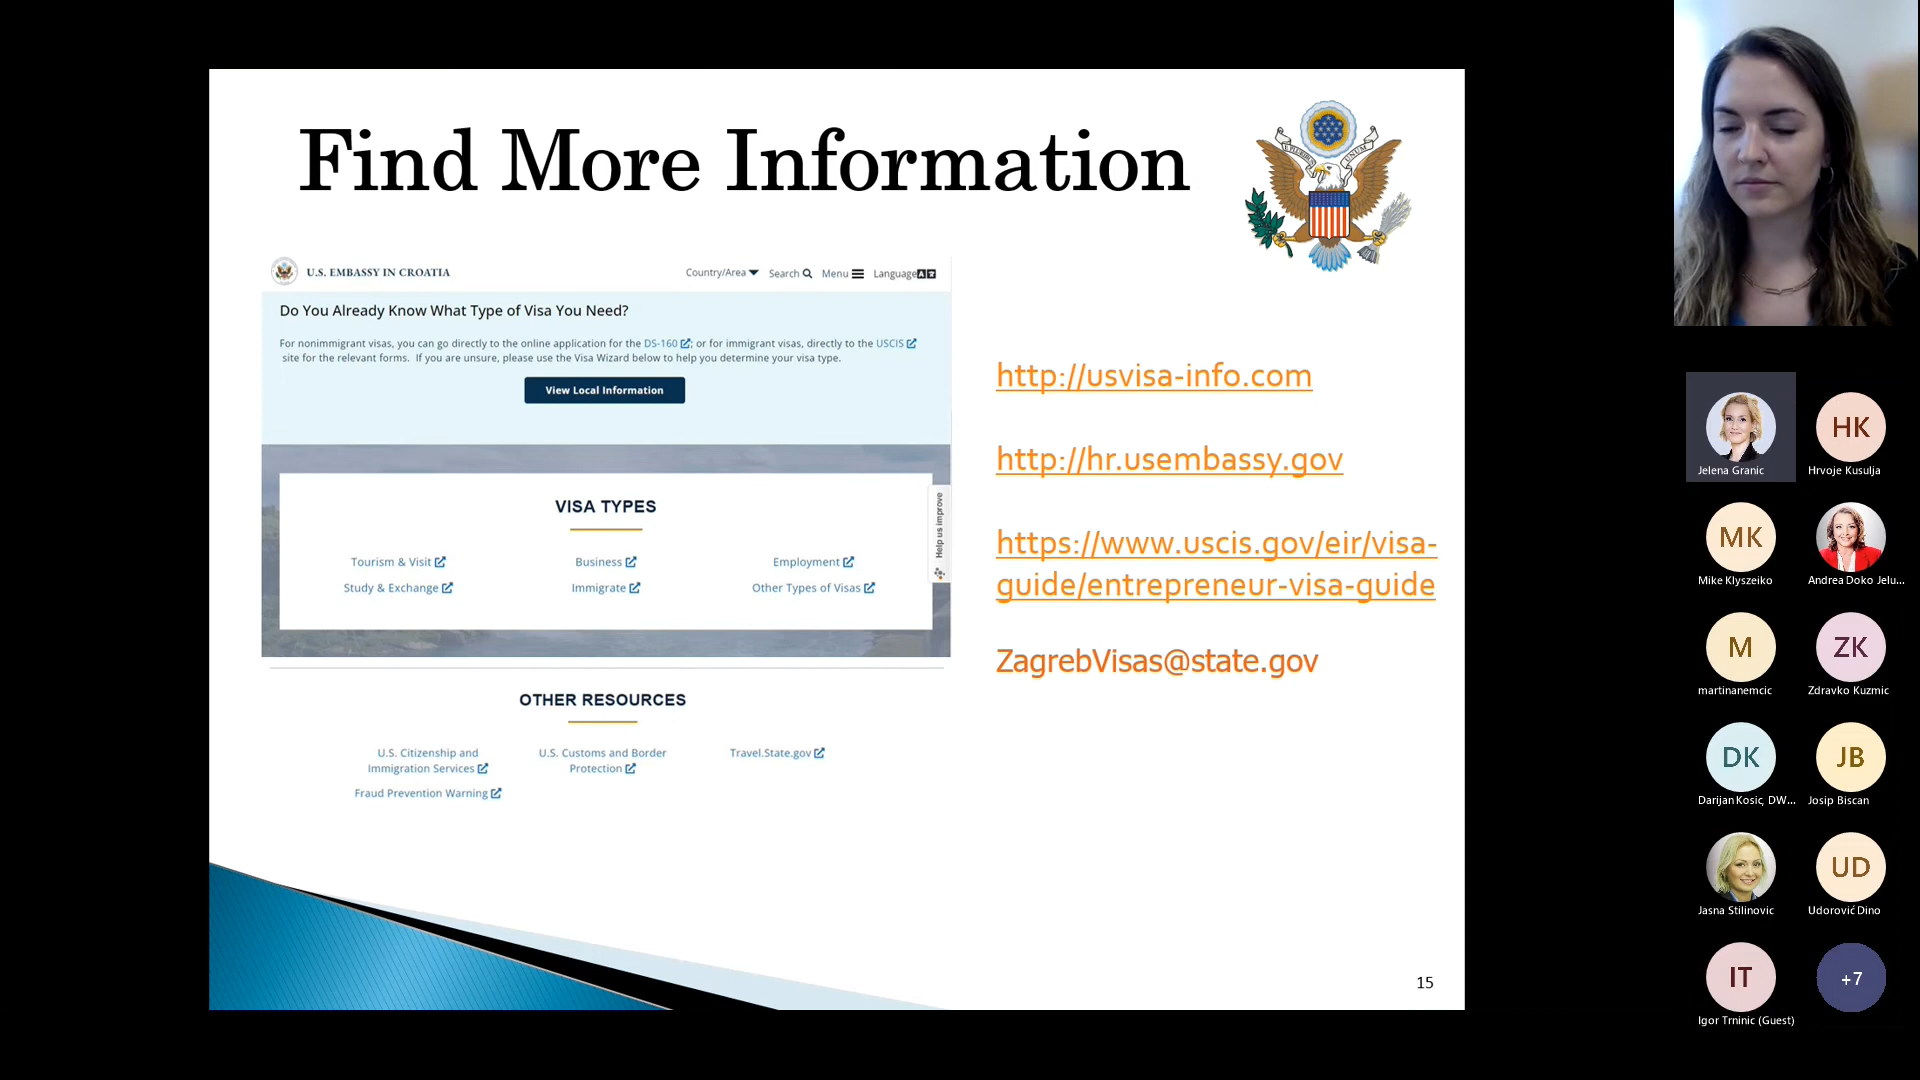 Find More Information
E PLURIBUS UNUM
U.S. EMBASSY IN CROATIA
Country/Area Search Menu Language
Do You Already Know What Type of Visa You Need?
For nonimmigrant visas, you can go directly to the online application for the DS-160; or for immigrant visas, directly to the USCIS
site for the relevant forms. If you are unsure, please use the Visa Wizard below to help you determine your visa type.
View Local Information
VISA TYPES
Tourism & Visit Business Employment
Study & Exchange Immigrate Other Types of Visas
Help us improve
OTHER RESOURCES
U.S. Citizenship and
Immigration Services
U.S. Customs and Border
Protection
Travel.State.gov
Fraud Prevention Warning
http://usvisa-info.com
http://hr.usembassy.gov
https://www.uscis.gov/eir/visa-
guide/entrepreneur-visa-guide
ZagrebVisas@state.gov
15
Jelena Granic
HK
Hrvoje Kusulja
MK
Mike Klyszeiko
Andrea Doko Jelu...
M
martinanemcic
ZK
Zdravko Kuzmic
DK
Darijan Kosic, DW...
JB
Josip Biscan
Jasna Stilinovic
UD
Udorović Dino
IT
Igor Trninic (Guest)
+7